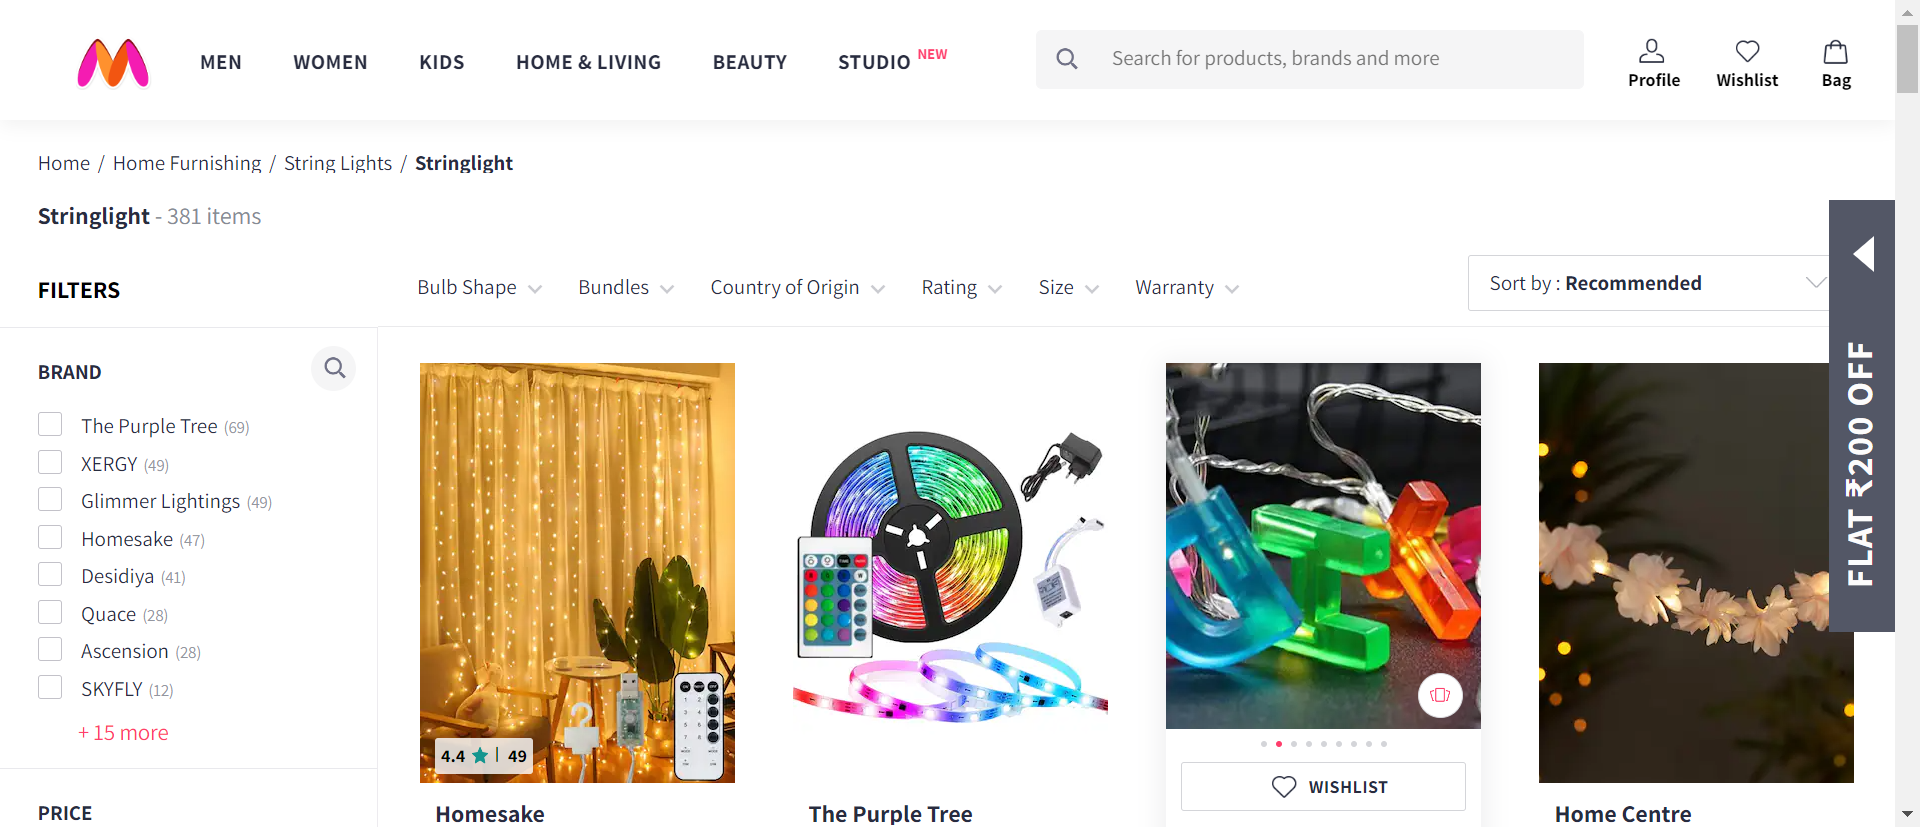 MEN WOMEN KIDS HOME & LIVING BEAUTY STUDIO NEW
Search for products, brands and more
Profile Wishlist Bag
Home / Home Furnishing / String Lights / Stringlight
Stringlight - 381 items
FILTERS
Bulb Shape Bundles Country of Origin Rating Size Warranty
Sort by : Recommended
FLAT ₹200 OFF
BRAND
The Purple Tree (69)
XERGY (49)
Glimmer Lightings (49)
Homesake (47)
Desidiya (41)
Quace (28)
Ascension (28)
SKYFLY (12)
+ 15 more
PRICE
4.4 | 49
Homesake
The Purple Tree
WISHLIST
Home Centre